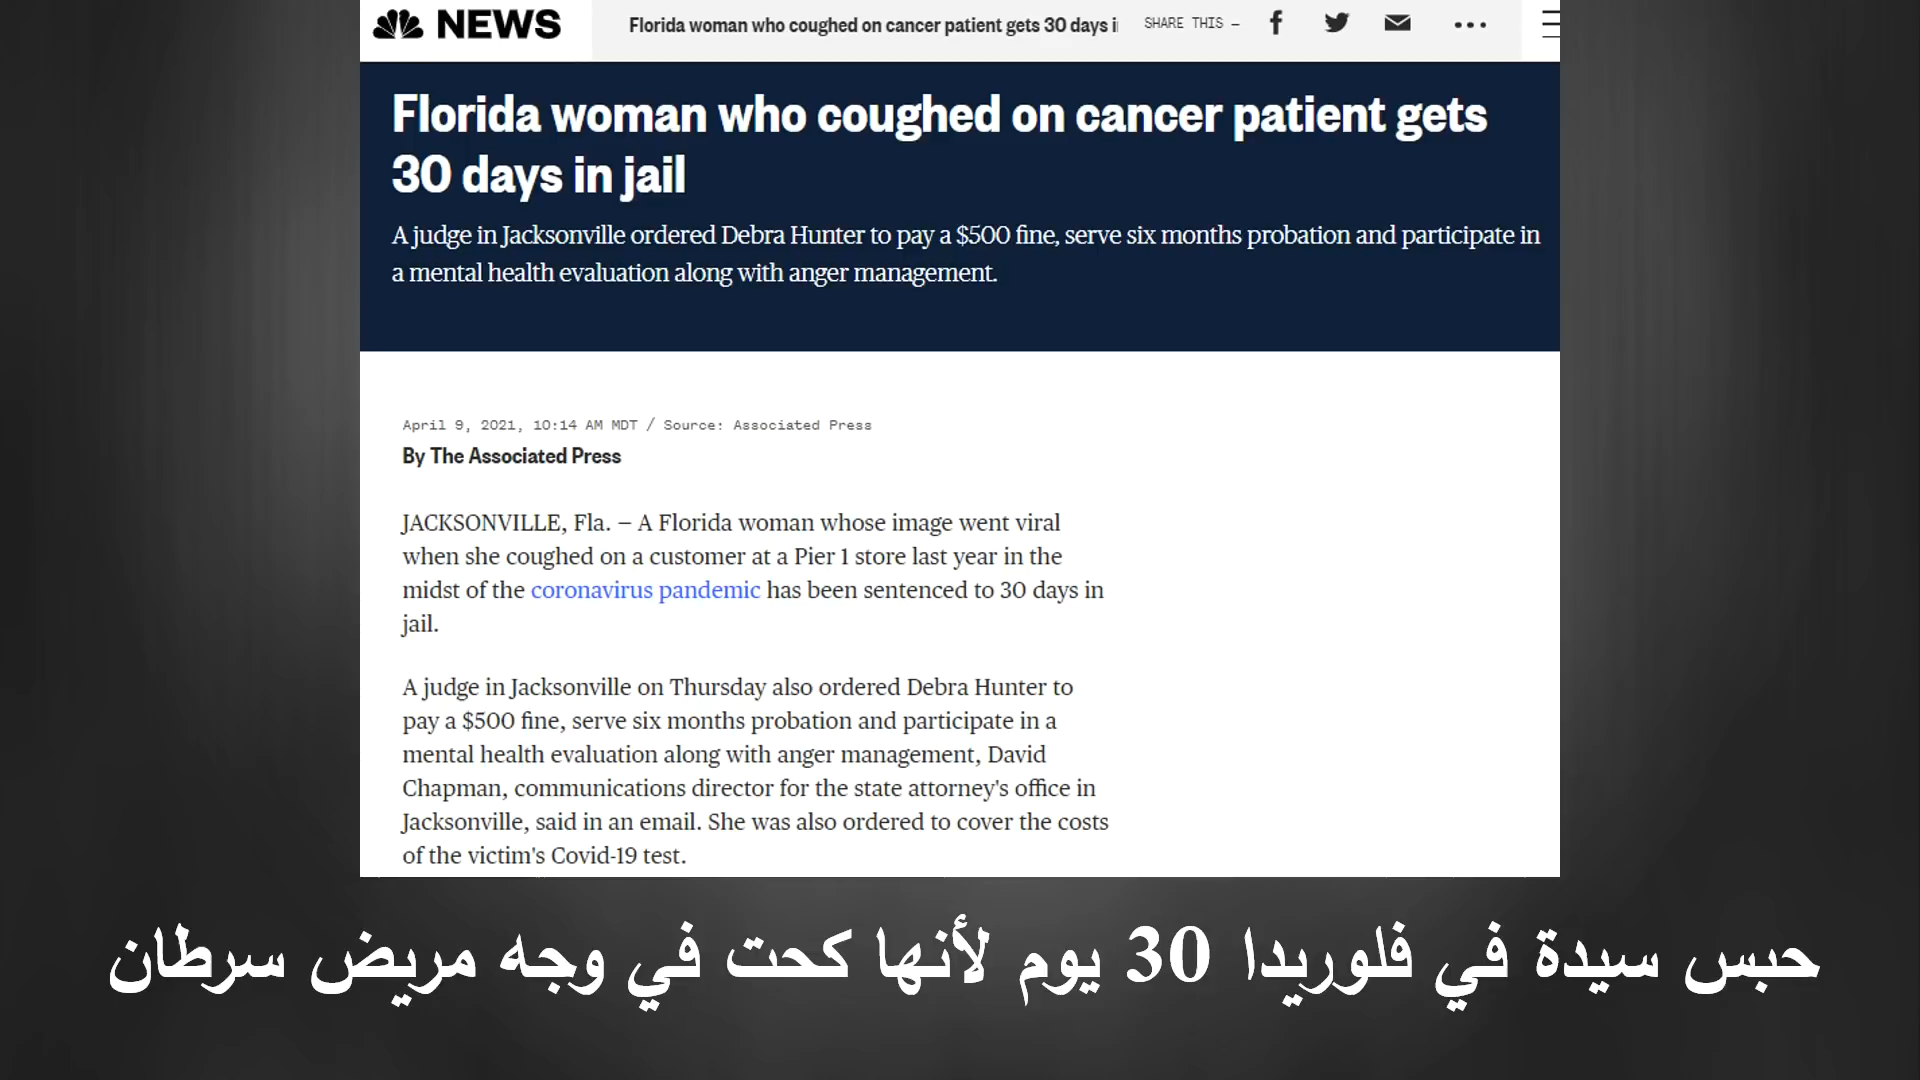 NEWS
Florida woman who coughed on cancer patient gets 30 days
SHARE THIS –
Florida woman who coughed on cancer patient gets
30 days in jail
A judge in Jacksonville ordered Debra Hunter to pay a $500 fine, serve six months probation and participate in
a mental health evaluation along with anger management.
April 9, 2021, 10:14 AM MDT / Source: Associated Press
By The Associated Press
JACKSONVILLE, Fla. – A Florida woman whose image went viral
when she coughed on a customer at a Pier 1 store last year in the
midst of the coronavirus pandemic has been sentenced to 30 days in
jail.
A judge in Jacksonville on Thursday also ordered Debra Hunter to
pay a $500 fine, serve six months probation and participate in a
mental health evaluation along with anger management, David
Chapman, communications director for the state attorney's office in
Jacksonville, said in an email. She was also ordered to cover the costs
of the victim's Covid-19 test.
حبس سيدة في فلوريدا 30 يوم لأنها كحت في وجه مريض سرطان